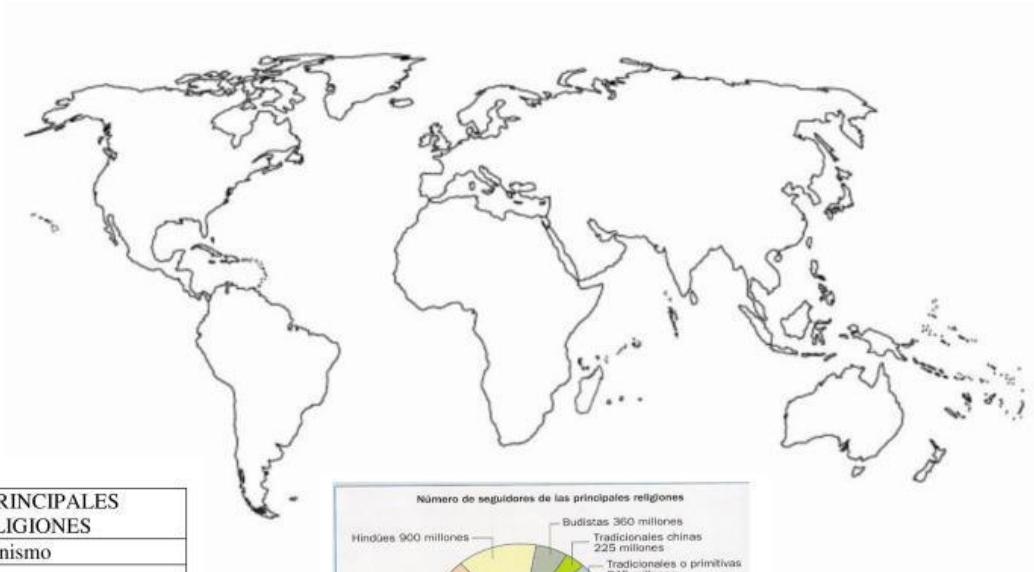 RINCIPALES
LIGIONES
nismo
Número de seguidores de las principales religiones
Budistas 360 millones
Hindúes 900 millones
Tradicionales chinas
225 millones
Tradicionales o primitivas